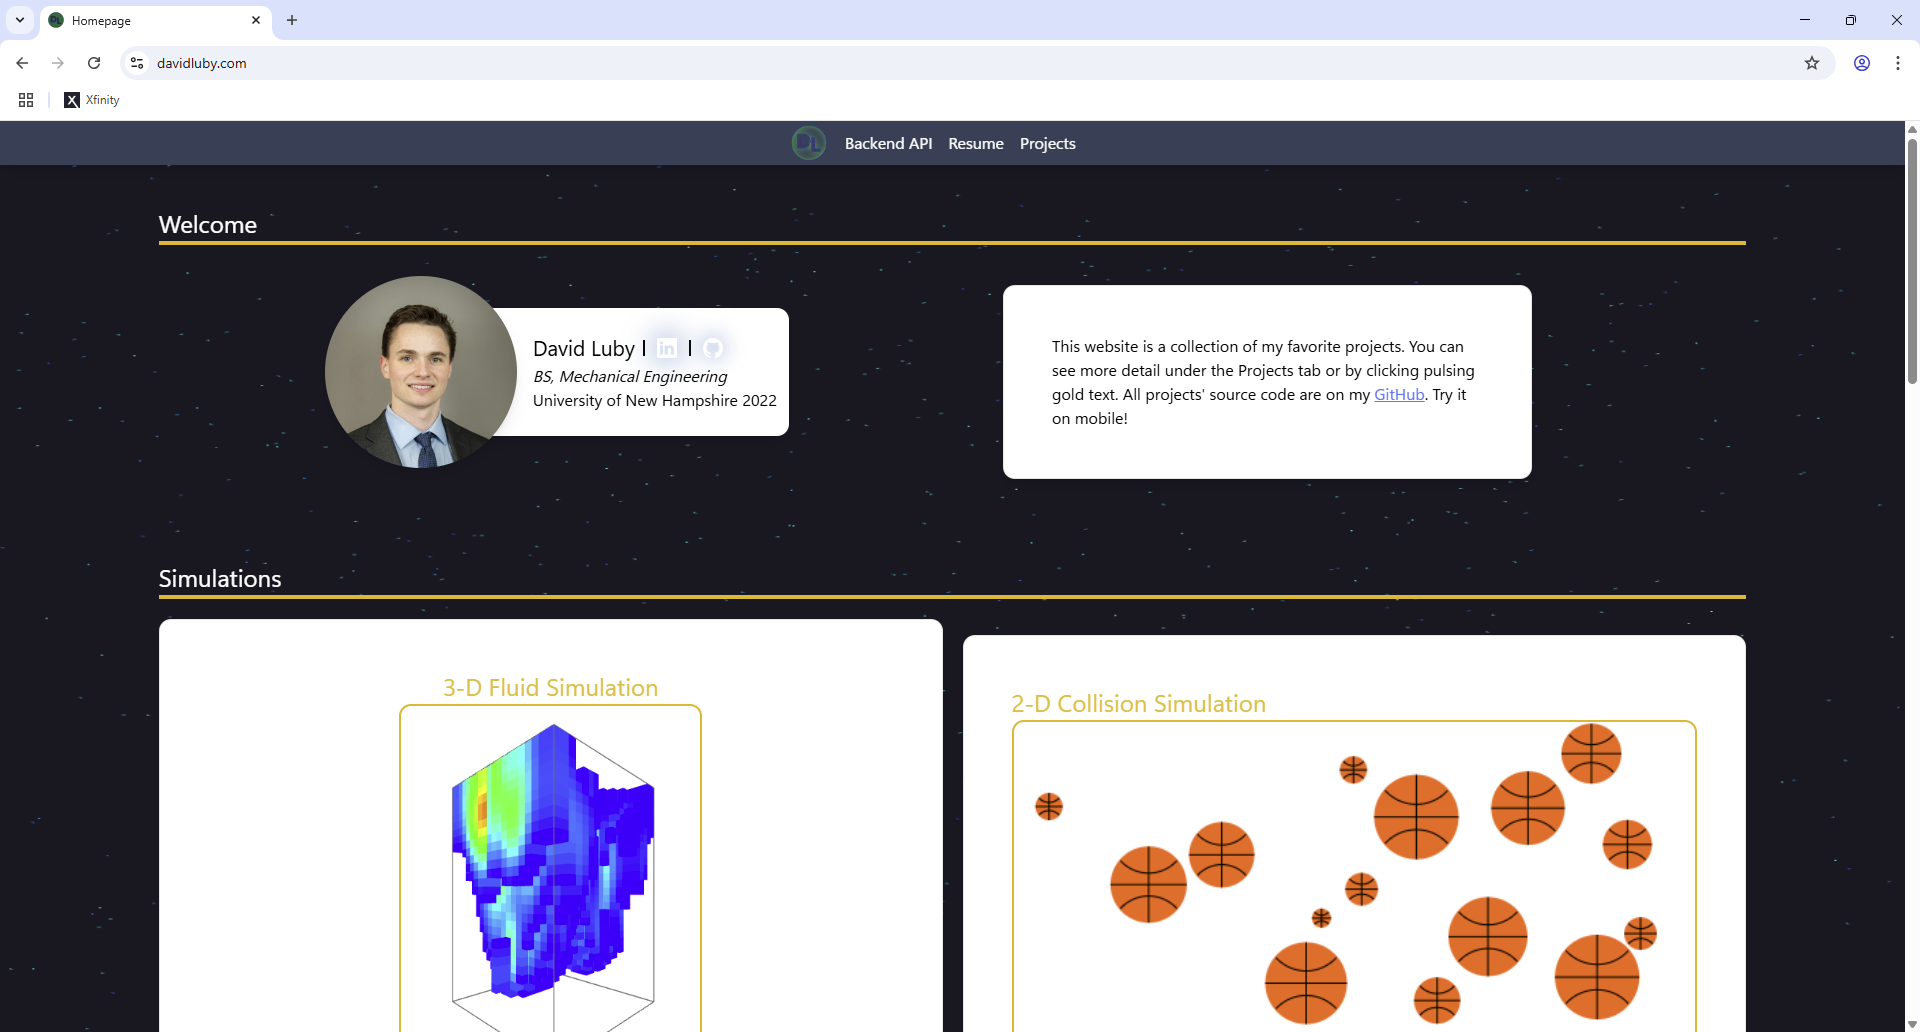 Homepage
davidluby.com
Xfinity
DL
Backend API
Resume
Projects
Welcome
David Luby
BS, Mechanical Engineering
University of New Hampshire 2022
This website is a collection of my favorite projects. You can
see more detail under the Projects tab or by clicking pulsing
gold text. All projects' source code are on my GitHub. Try it
on mobile!
Simulations
3-D Fluid Simulation
2-D Collision Simulation